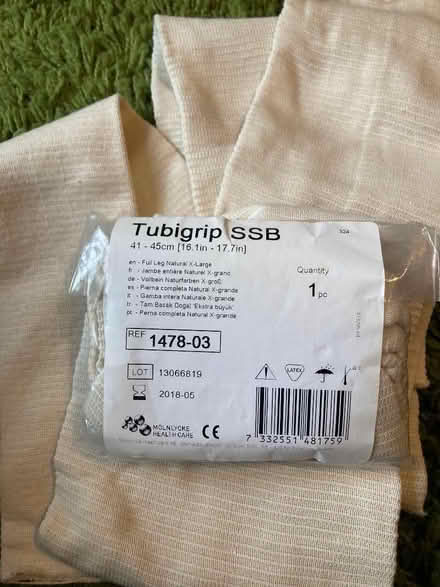 Tubigrip SSB
41 - 45cm [16.1in - 17.7in]
en - Full Leg Natural X-Large
fr - Jambe entière Naturel X-grand
de - Vollbein Naturfarben X-groß
es - Pierna completa Natural X-grande
it - Gamba intera Naturale X-grande
tr - Tam Bacak Doğal 'Ekstra büyük'
pt - Perna completa Natural X-grande
Quantity
1 pc
REF 1478-03
LOT 13066819
2018-05
LATEX
MÖLNLYCKE
HEALTH CARE
CE
7 332551 481759